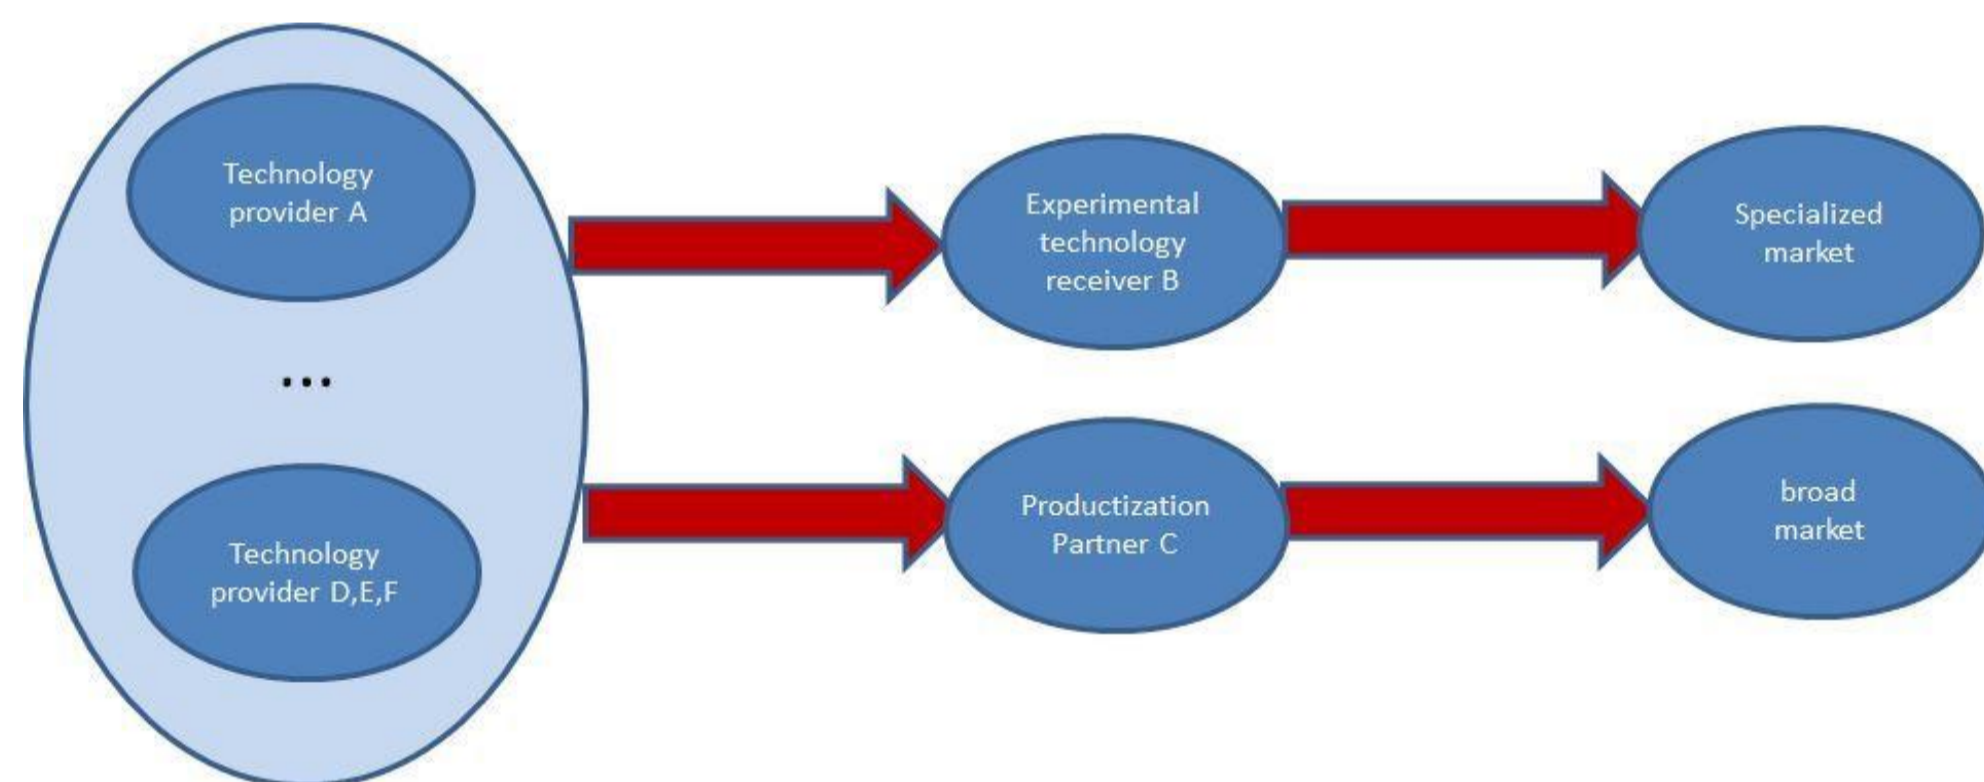 Technology
provider A
...
Technology
provider D,E,F
Experimental
technology
receiver B
Specialized
market
Productization
Partner C
broad
market